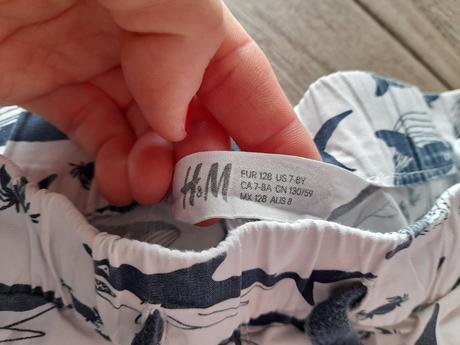 H&M
EUR 128 US 7-8Y
CA 7-8A CN 130/59
MX 128 AUS 8